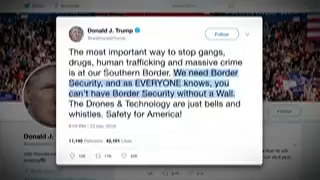 Donald J. Trump
@realDonaldTrump
The most important way to stop gangs,
drugs, human trafficking and massive crime
is at our Southern Border. We need Border
Security, and as EVERYONE knows, you
can't have Border Security without a Wall.
The Drones & Technology are just bells and
whistles. Safety for America!
Donald J.